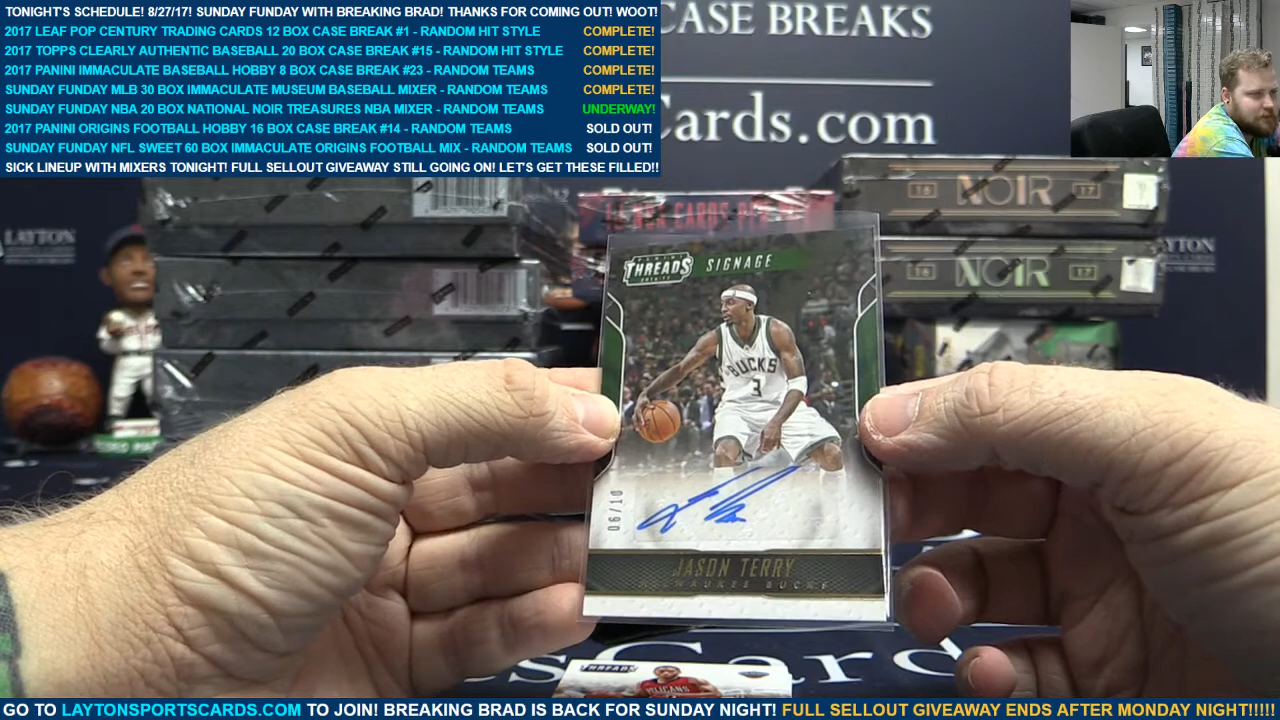 TONIGHT'S SCHEDULE! 8/27/17! SUNDAY FUNDAY WITH BREAKING BRAD! THANKS FOR COMING OUT! WOOT!
2017 LEAF POP CENTURY TRADING CARDS 12 BOX CASE BREAK #1 - RANDOM HIT STYLE COMPLETE!
2017 TOPPS CLEARLY AUTHENTIC BASEBALL 20 BOX CASE BREAK #15 - RANDOM HIT STYLE COMPLETE!
2017 PANINI IMMACULATE BASEBALL HOBBY 8 BOX CASE BREAK #23 - RANDOM TEAMS COMPLETE!
SUNDAY FUNDAY MLB 30 BOX IMMACULATE MUSEUM BASEBALL MIXER - RANDOM TEAMS COMPLETE!
SUNDAY FUNDAY NBA 20 BOX NATIONAL NOIR TREASURES NBA MIXER - RANDOM TEAMS UNDERWAY!
2017 PANINI ORIGINS FOOTBALL HOBBY 16 BOX CASE BREAK #14 - RANDOM TEAMS SOLD OUT!
SUNDAY FUNDAY NFL SWEET 60 BOX IMMACULATE ORIGINS FOOTBALL MIX - RANDOM TEAMS SOLD OUT!
SICK LINEUP WITH MIXERS TONIGHT! FULL SELLOUT GIVEAWAY STILL GOING ON! LET'S GET THESE FILLED!!
CASE BREAKS
Cards.com
16 NOIR 17
16 NOIR 17
LAYTON
LAYTON
PANINI
THREADS
SIGNAGE
BUCKS
3
06/10
JASON TERRY
MILWAUKEE BUCKS
THREADS
PELICANS
GO TO LAYTONSPORTSCARDS.COM TO JOIN! BREAKING BRAD IS BACK FOR SUNDAY NIGHT! FULL SELLOUT GIVEAWAY ENDS AFTER MONDAY NIGHT!!!!!